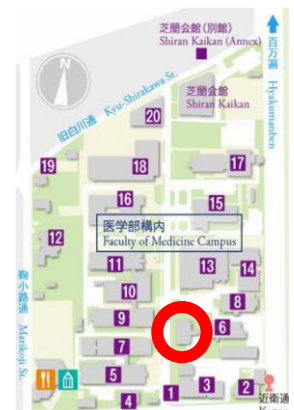 芝蘭会館(別館)
Shiran Kaikan (Annex)
百万遍 Hyakumanben
N
旧白川通 Kyu-Shirakawa St.
芝蘭会館
Shiran Kaikan
20
19
18
17
16
15
12
医学部構内
Faculty of Medicine Campus
11
13
14
10
8
9
6
7
鞠小路通 Marikoji St.
5
3
2
1
4
近衛通